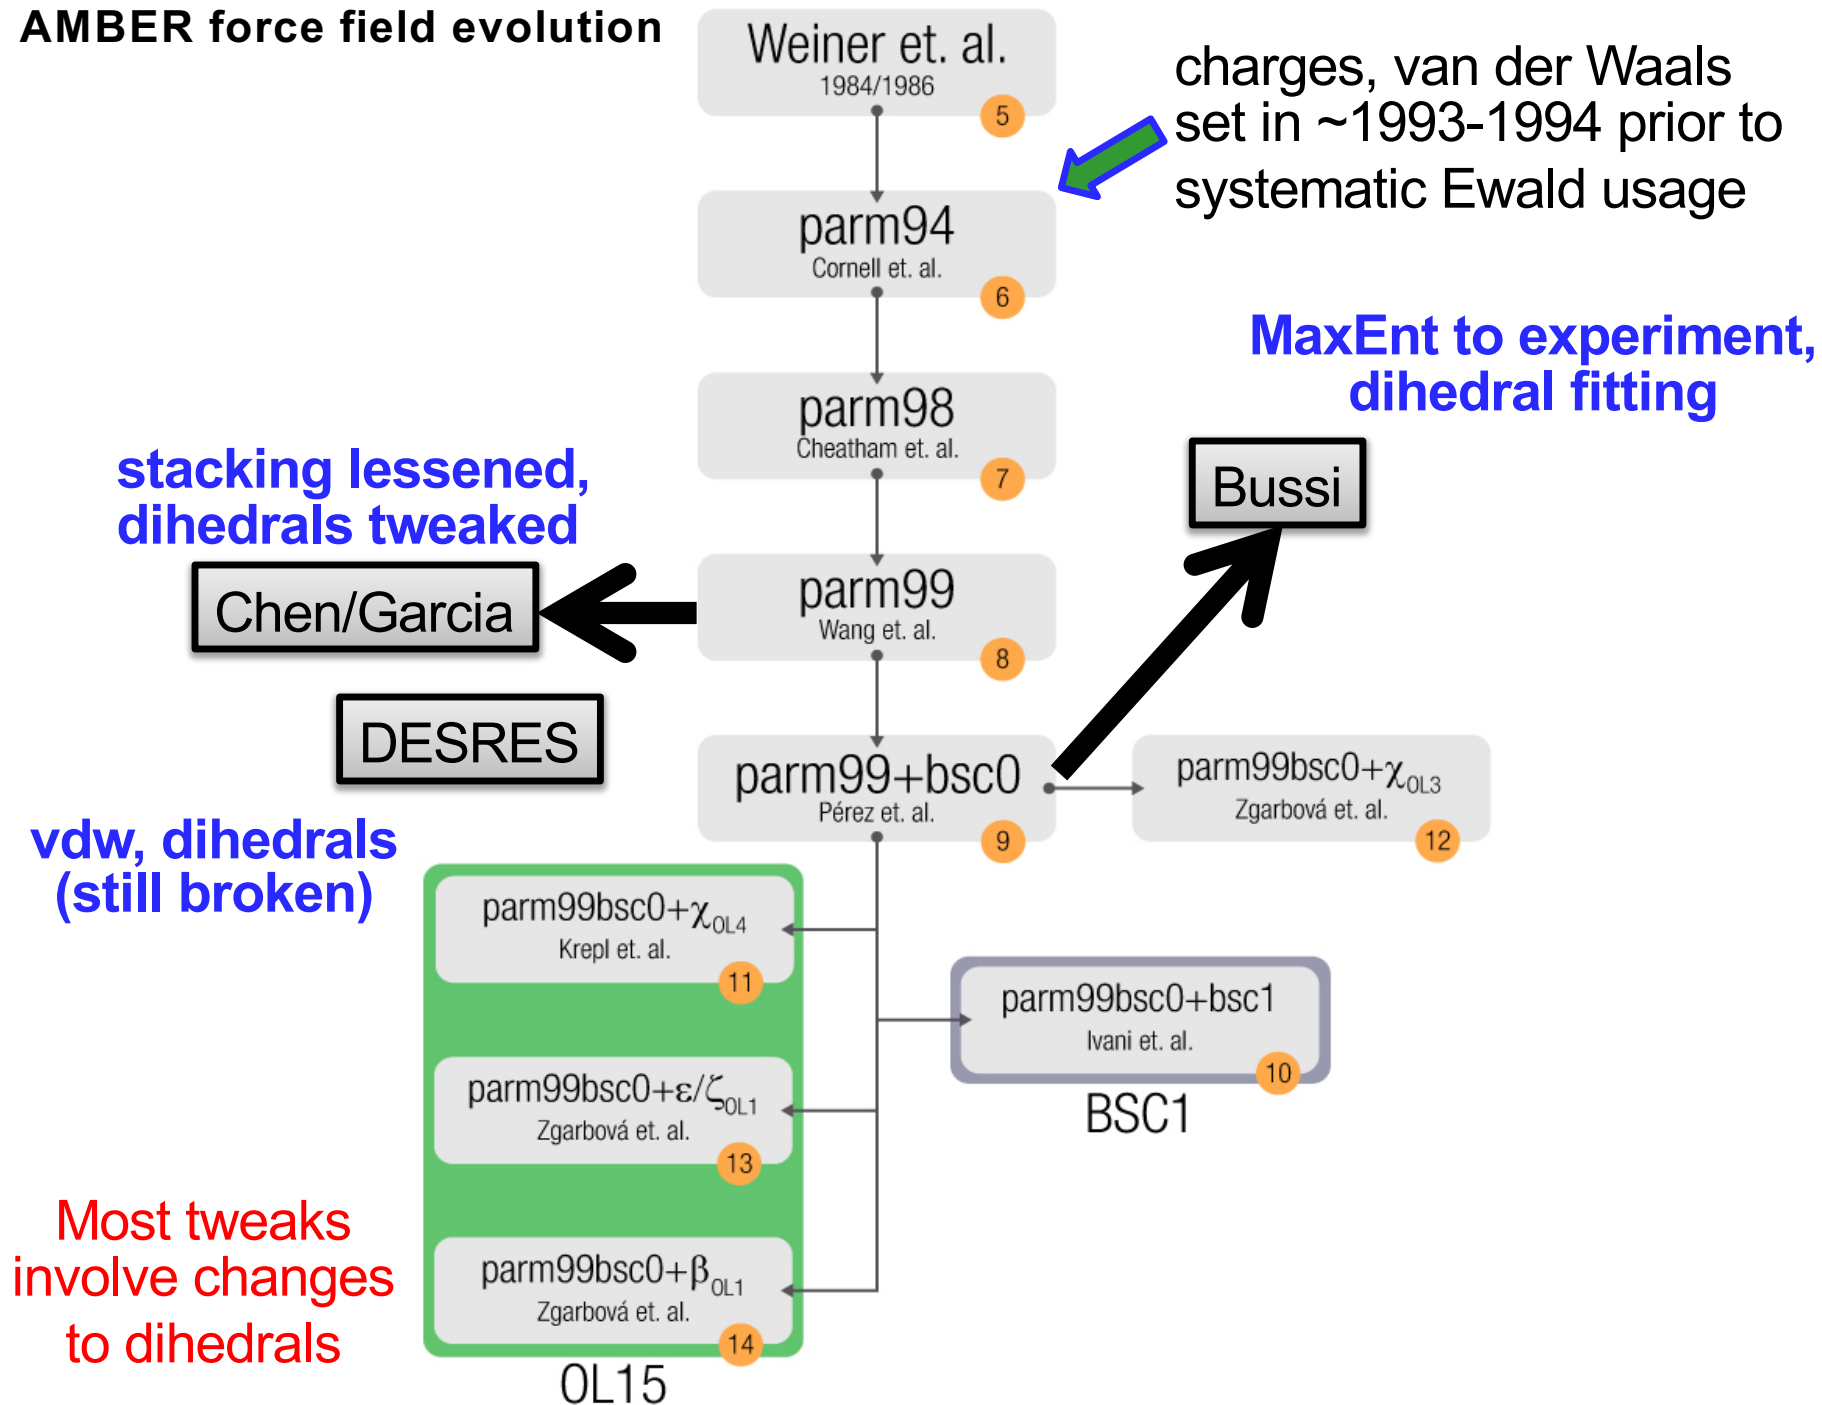 AMBER force field evolution
Weiner et. al.
1984/1986
5
charges, van der Waals
set in ~1993-1994 prior to
systematic Ewald usage
parm94
Cornell et. al.
6
MaxEnt to experiment,
dihedral fitting
Bussi
parm98
Cheatham et. al.
7
stacking lessened,
dihedrals tweaked
Chen/Garcia
parm99
Wang et. al.
8
DESRES
vdw, dihedrals
(still broken)
parm99+bsc0
Pérez et. al.
9
parm99bsc0+χOL3
Zgarbová et. al.
12
parm99bsc0+χOL4
Krepl et. al.
11
parm99bsc0+bsc1
Ivani et. al.
10
BSC1
parm99bsc0+ε/ζOL1
Zgarbová et. al.
13
parm99bsc0+βOL1
Zgarbová et. al.
14
OL15
Most tweaks
involve changes
to dihedrals